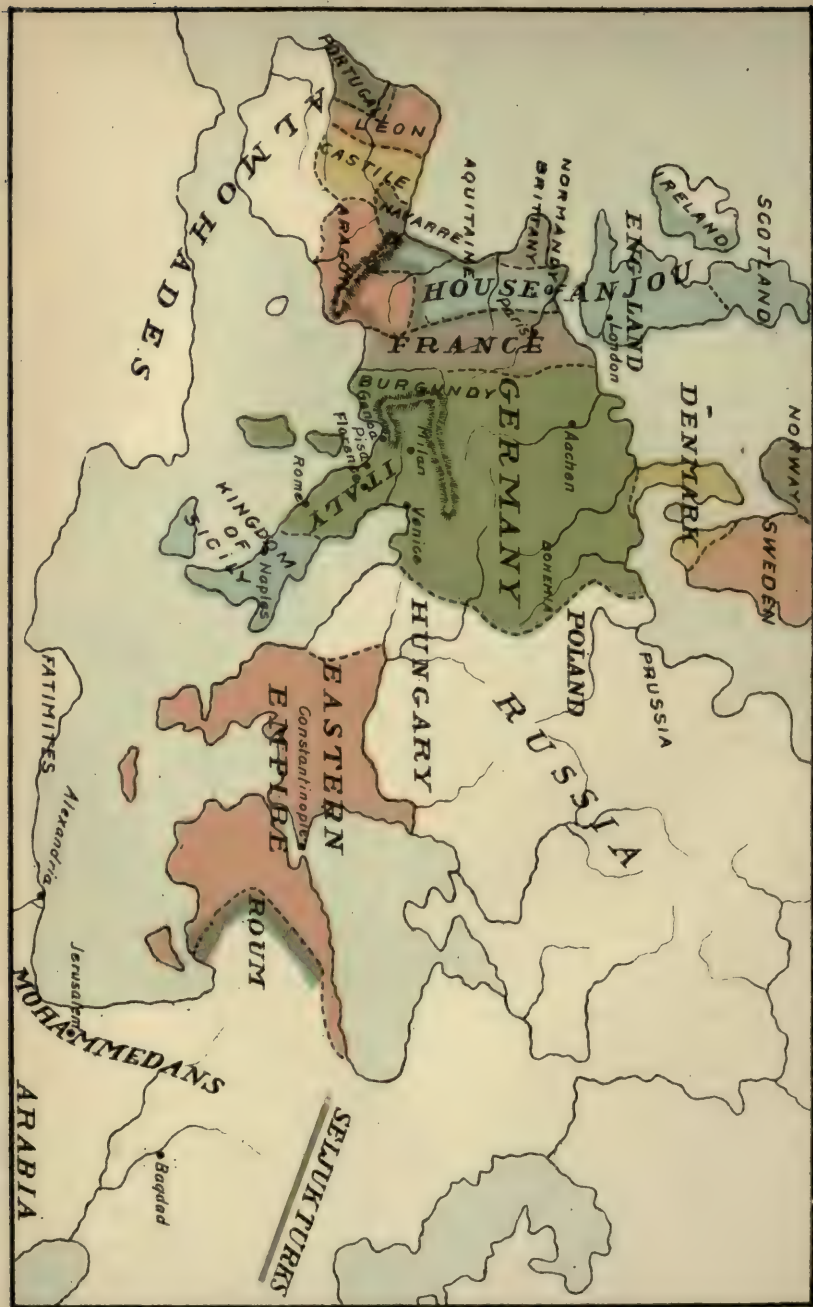 NORWAY
SWEDEN
SCOTLAND
DENMARK
IRELAND
ENGLAND
London
PRUSSIA
HOUSE OF ANJOU
NORMANDY
BRITTANY
Paris
AQUITAINE
FRANCE
GERMANY
Aachen
BOHEMIA
POLAND
RUSSIA
BURGUNDY
Milan
Venice
Genoa
Pisa
Florence
ITALY
Rome
HUNGARY
PORTUGAL
LEON
CASTILE
NAVARRE
ARAGON
ALMOHADES
KINGDOM
OF
SICILY
Naples
EASTERN
EMPIRE
Constantinople
ROUM
SELJUK TURKS
FATIMITES
Alexandria
Jerusalem
MOHAMMEDANS
Bagdad
ARABIA